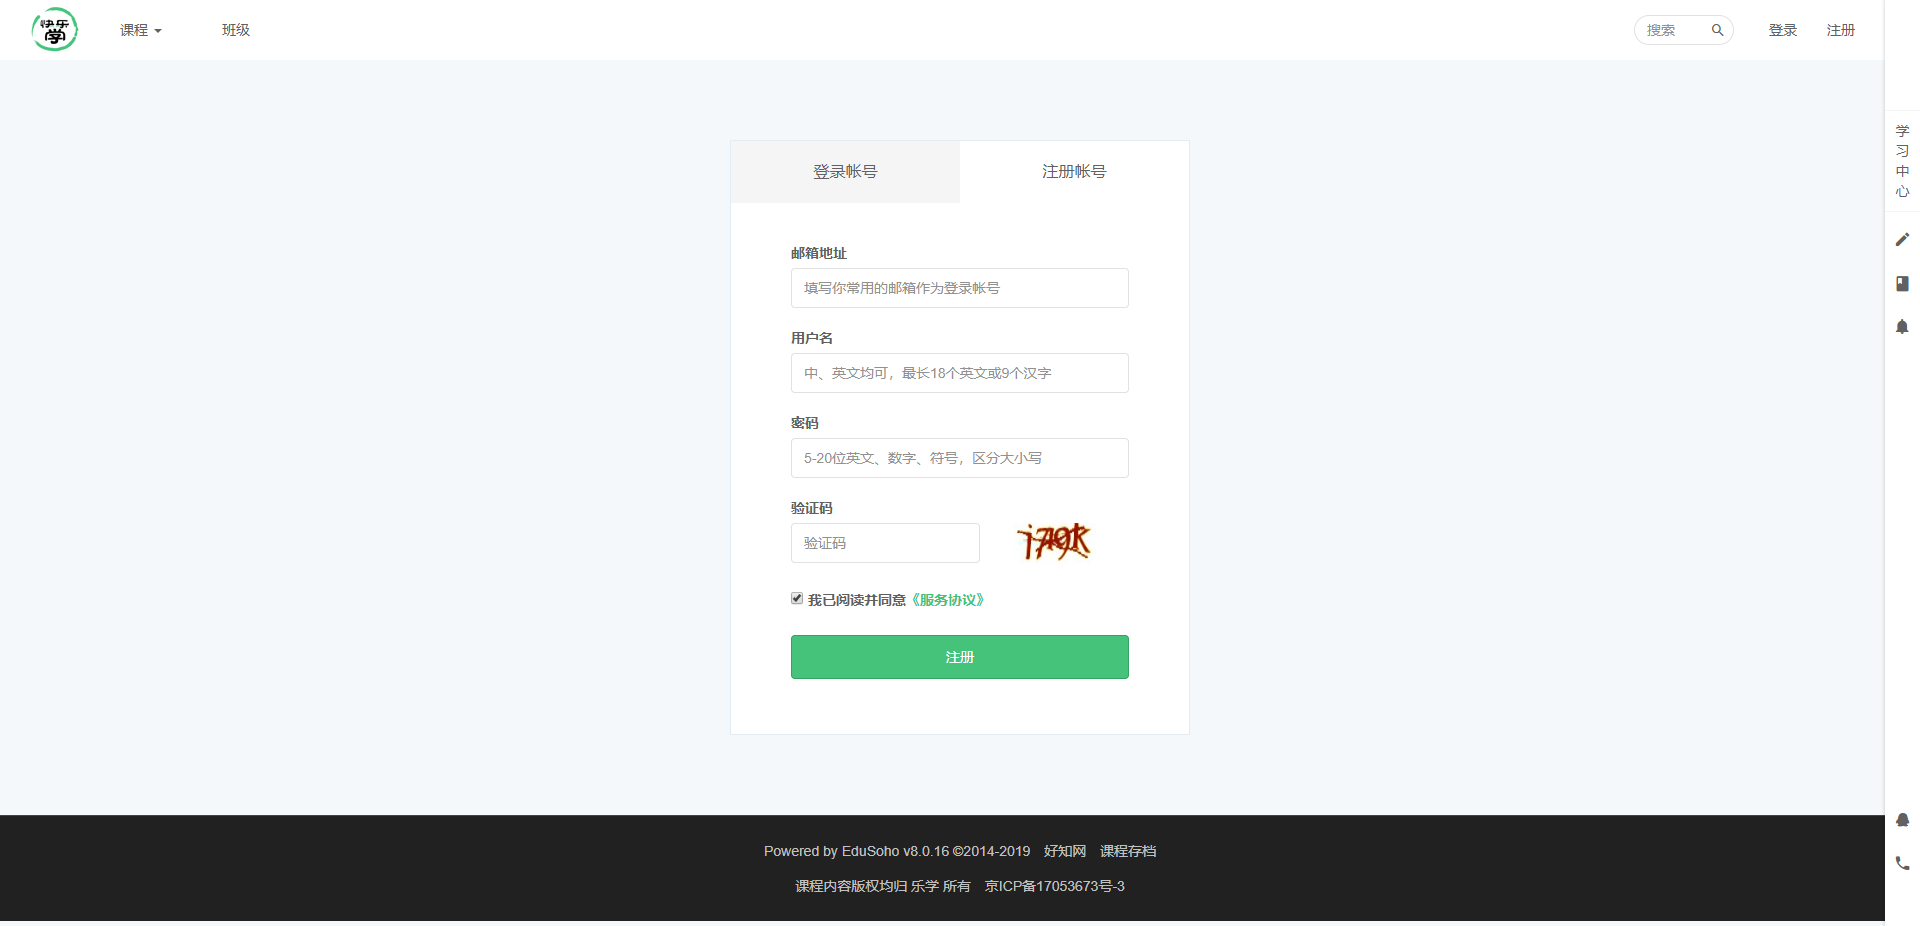 快乐
学
课程
班级
搜索
登录
注册
登录帐号
注册帐号
邮箱地址
填写你常用的邮箱作为登录帐号
用户名
中、英文均可，最长18个英文或9个汉字
密码
5-20位英文、数字、符号，区分大小写
验证码
验证码
我已阅读并同意《服务协议》
注册
学
习
中
心
Powered by EduSoho v8.0.16 ©2014-2019 好知网 课程存档
课程内容版权均归 乐学 所有 京ICP备17053673号-3